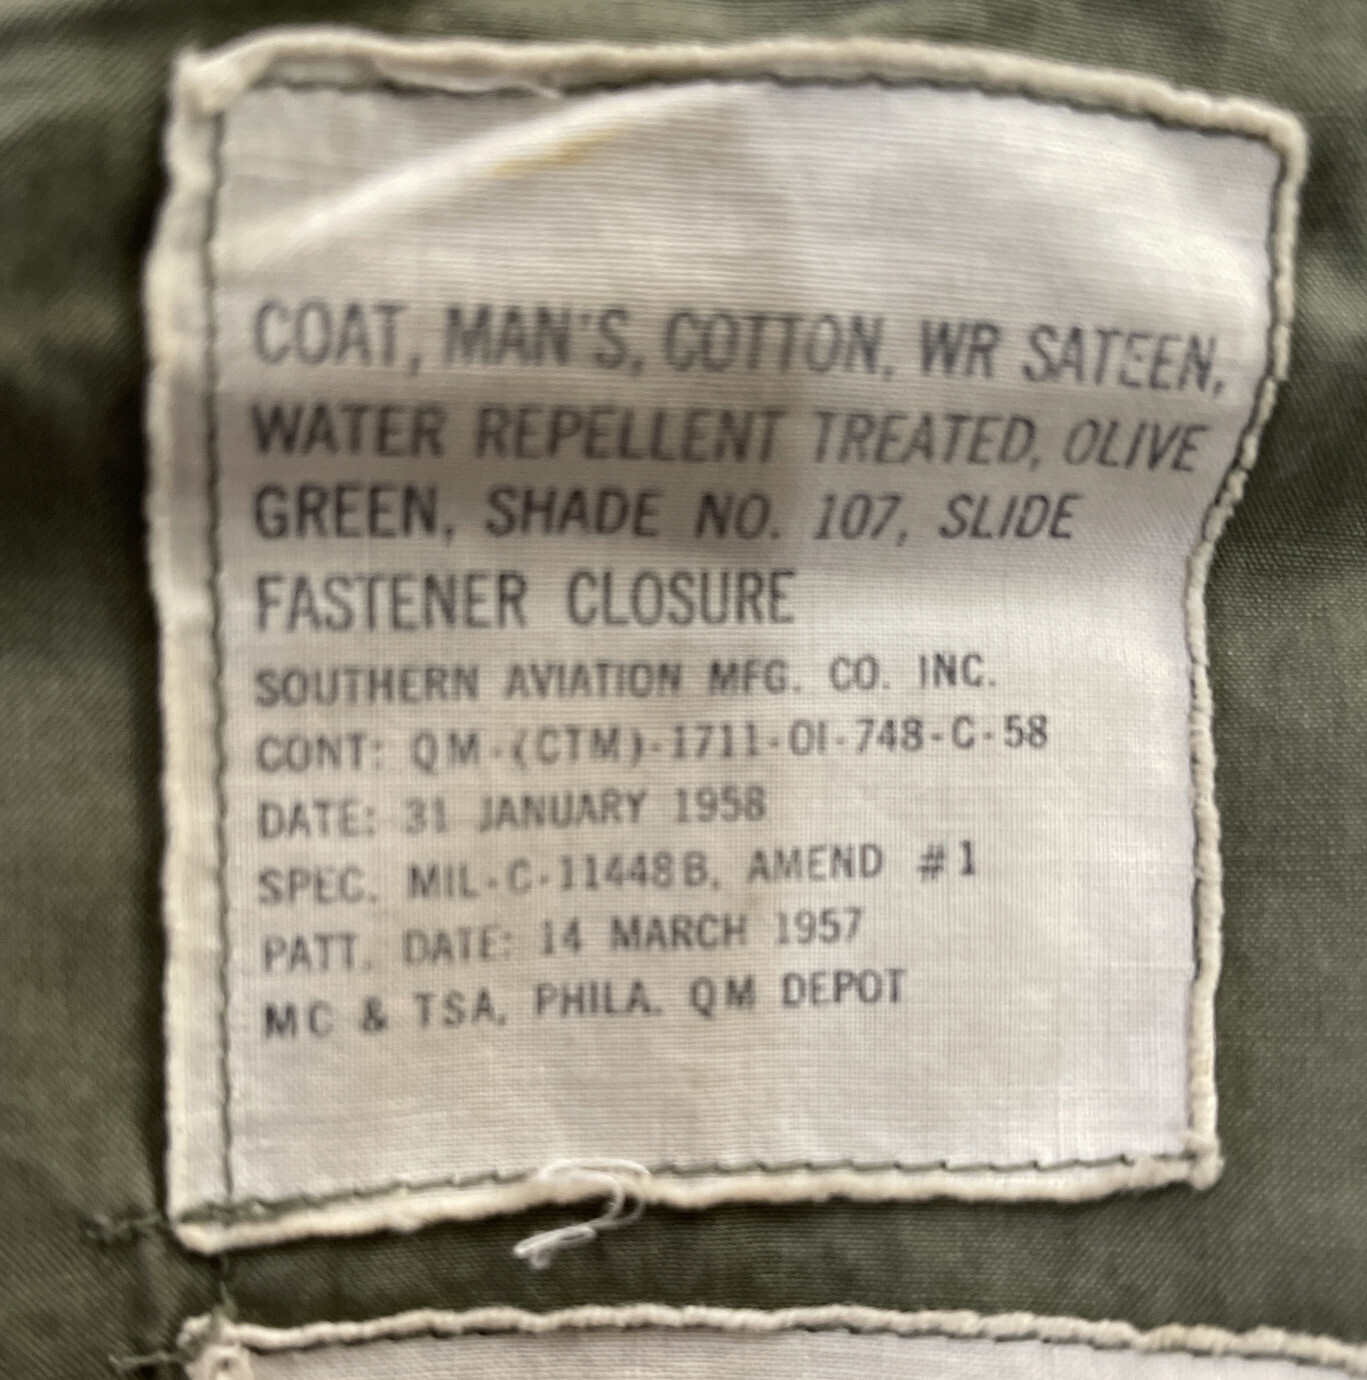 COAT, MAN'S, COTTON, WR SATEEN,
WATER REPELLENT TREATED, OLIVE
GREEN, SHADE NO. 107, SLIDE
FASTENER CLOSURE
SOUTHERN AVIATION MFG. CO. INC.
CONT: QM-(CTM)-1711-OI-748-C-58
DATE: 31 JANUARY 1958
SPEC. MIL-C-11448B, AMEND #1
PATT. DATE: 14 MARCH 1957
MC & TSA, PHILA. QM DEPOT